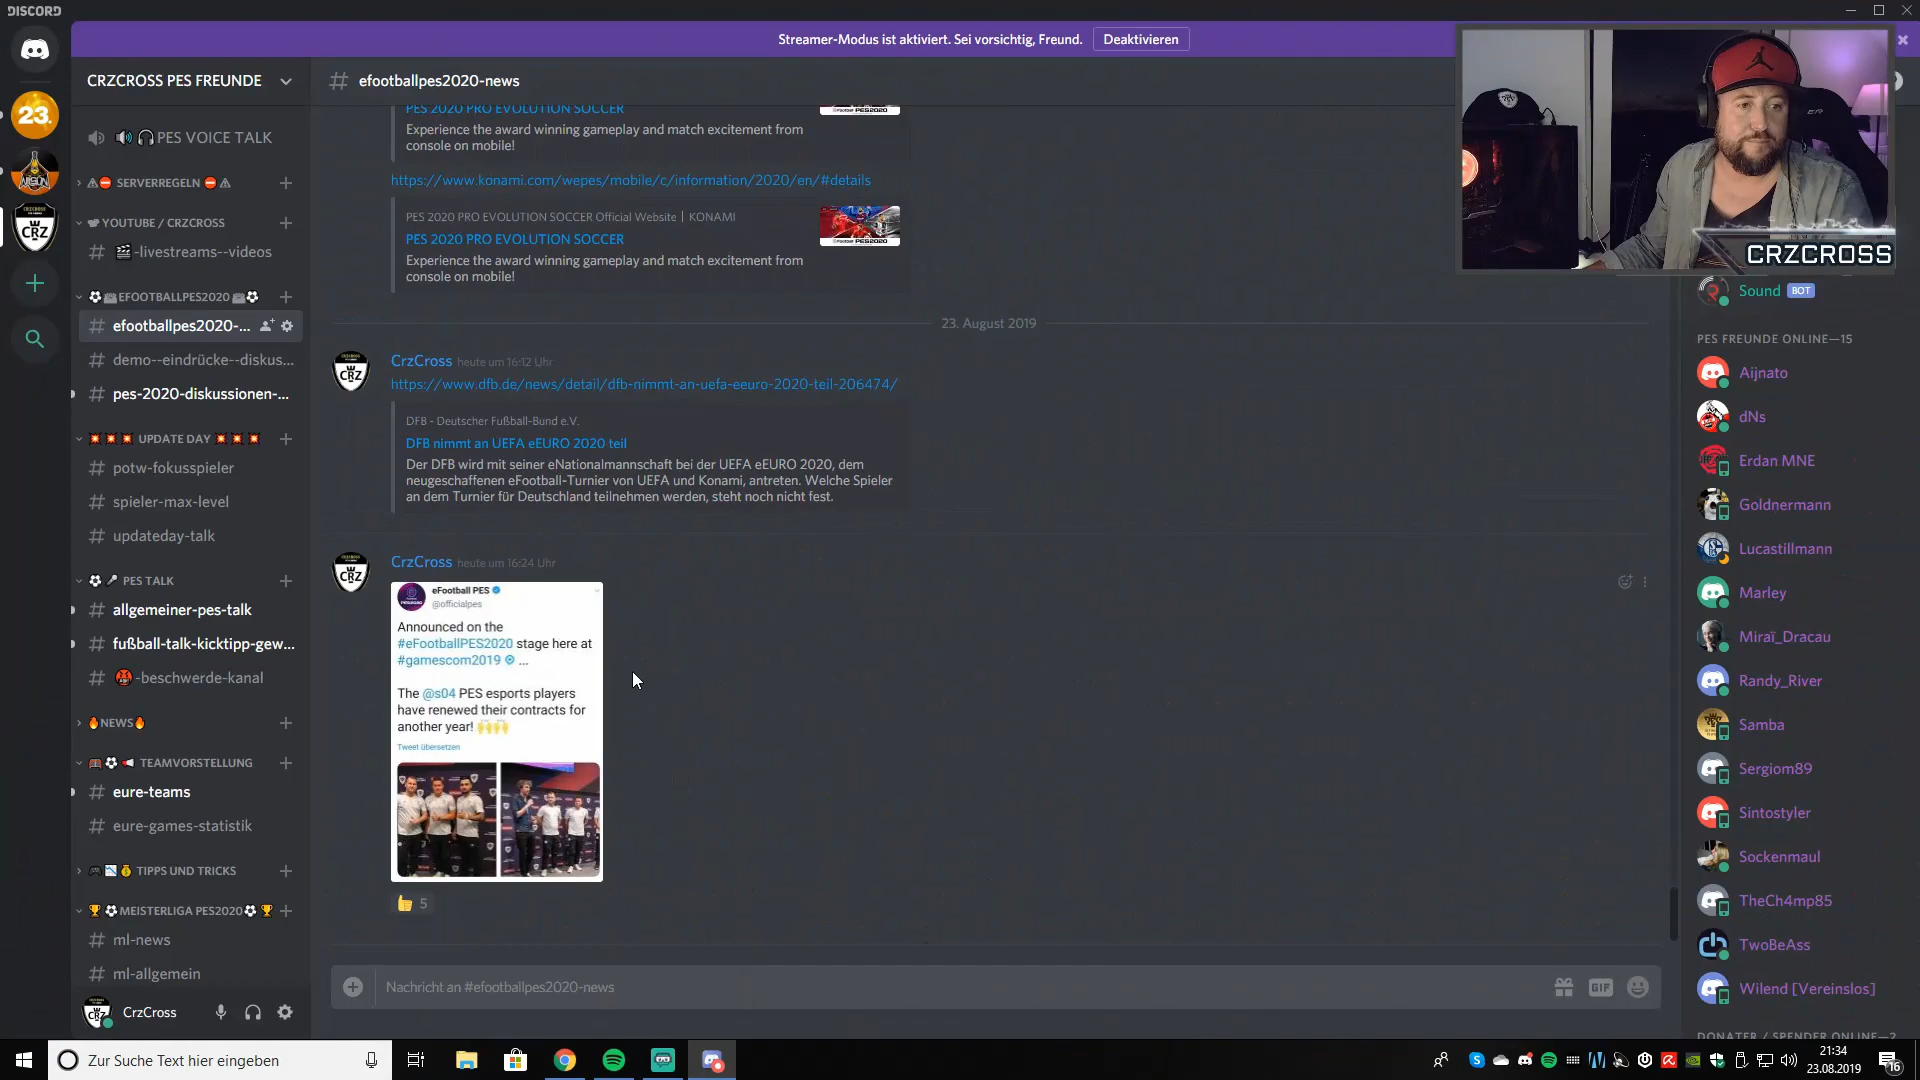 DISCORD
Streamer-Modus ist aktiviert. Sei vorsichtig, Freund.
Deaktivieren
CRZCROSS PES FREUNDE
PES VOICE TALK
SERVERREGELN
YOUTUBE / CRZCROSS
-livestreams--videos
EFOOTBALLPES2020
efootballpes2020-...
demo--eindrücke--diskus...
pes-2020-diskussionen-...
UPDATE DAY
potw-fokusspieler
spieler-max-level
updateday-talk
PES TALK
allgemeiner-pes-talk
fußball-talk-kicktipp-gew...
-beschwerde-kanal
NEWS
TEAMVORSTELLUNG
eure-teams
eure-games-statistik
TIPPS UND TRICKS
MEISTERLIGA PES2020
ml-news
ml-allgemein
CrzCross
23.
CRZ
efootballpes2020-news
PES 2020 PRO EVOLUTION SOCCER
Experience the award winning gameplay and match excitement from
console on mobile!
https://www.konami.com/wepes/mobile/c/information/2020/en/#details
PES 2020 PRO EVOLUTION SOCCER Official Website | KONAMI
PES 2020 PRO EVOLUTION SOCCER
Experience the award winning gameplay and match excitement from
console on mobile!
23. August 2019
CrzCross heute um 16:12 Uhr
https://www.dfb.de/news/detail/dfb-nimmt-an-uefa-eeuro-2020-teil-206474/
DFB - Deutscher Fußball-Bund e.V.
DFB nimmt an UEFA eEURO 2020 teil
Der DFB wird mit seiner eNationalmannschaft bei der UEFA eEURO 2020, dem
neugeschaffenen eFootball-Turnier von UEFA und Konami, antreten. Welche Spieler
an dem Turnier für Deutschland teilnehmen werden, steht noch nicht fest.
CrzCross heute um 16:24 Uhr
eFootball PES
@officialpes
Announced on the
#eFootballPES2020 stage here at
#gamescom2019 ...
The @s04 PES esports players
have renewed their contracts for
another year!
Tweet übersetzen
5
Nachricht an #efootballpes2020-news
GIF
CRZCROSS
Sound BOT
PES FREUNDE ONLINE—15
Aijnato
dNs
Erdan MNE
Goldnermann
Lucastillmann
Marley
Miraï_Dracau
Randy_River
Samba
Sergiom89
Sintostyler
Sockenmaul
TheCh4mp85
TwoBeAss
Wilend [Vereinslos]
DONATER / SPENDER ONLINE—2
Zur Suche Text hier eingeben
21:34
23.08.2019
16